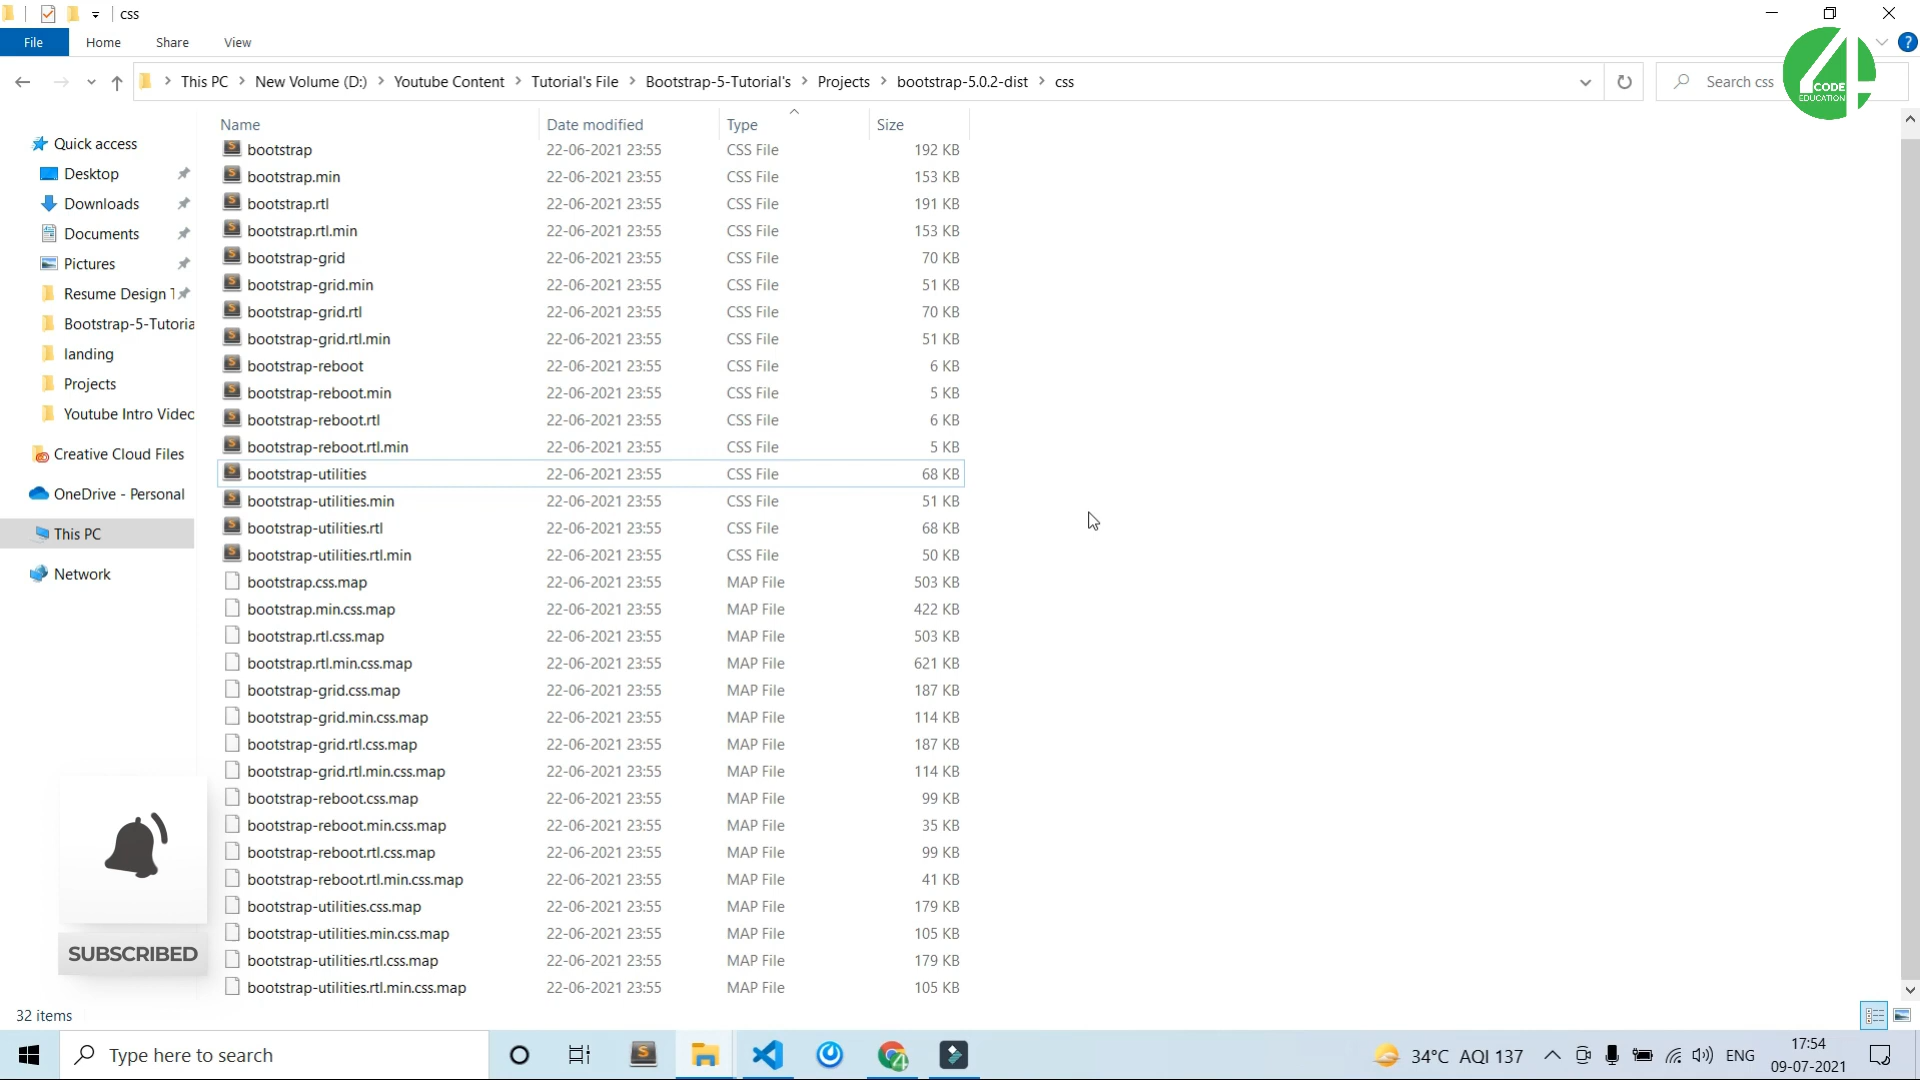 css
File Home Share View
This PC New Volume (D:) Youtube Content Tutorial's File Bootstrap-5-Tutorial's Projects bootstrap-5.0.2-dist css
Search css
CODE
EDUCATION
Name Date modified Type Size
Quick access
Desktop
Downloads
Documents
Pictures
Resume Design T
Bootstrap-5-Tutoria
landing
Projects
Youtube Intro Video
Creative Cloud Files
OneDrive - Personal
This PC
Network
bootstrap 22-06-2021 23:55 CSS File 192 KB
bootstrap.min 22-06-2021 23:55 CSS File 153 KB
bootstrap.rtl 22-06-2021 23:55 CSS File 191 KB
bootstrap.rtl.min 22-06-2021 23:55 CSS File 153 KB
bootstrap-grid 22-06-2021 23:55 CSS File 70 KB
bootstrap-grid.min 22-06-2021 23:55 CSS File 51 KB
bootstrap-grid.rtl 22-06-2021 23:55 CSS File 70 KB
bootstrap-grid.rtl.min 22-06-2021 23:55 CSS File 51 KB
bootstrap-reboot 22-06-2021 23:55 CSS File 6 KB
bootstrap-reboot.min 22-06-2021 23:55 CSS File 5 KB
bootstrap-reboot.rtl 22-06-2021 23:55 CSS File 6 KB
bootstrap-reboot.rtl.min 22-06-2021 23:55 CSS File 5 KB
bootstrap-utilities 22-06-2021 23:55 CSS File 68 KB
bootstrap-utilities.min 22-06-2021 23:55 CSS File 51 KB
bootstrap-utilities.rtl 22-06-2021 23:55 CSS File 68 KB
bootstrap-utilities.rtl.min 22-06-2021 23:55 CSS File 50 KB
bootstrap.css.map 22-06-2021 23:55 MAP File 503 KB
bootstrap.min.css.map 22-06-2021 23:55 MAP File 422 KB
bootstrap.rtl.css.map 22-06-2021 23:55 MAP File 503 KB
bootstrap.rtl.min.css.map 22-06-2021 23:55 MAP File 621 KB
bootstrap-grid.css.map 22-06-2021 23:55 MAP File 187 KB
bootstrap-grid.min.css.map 22-06-2021 23:55 MAP File 114 KB
bootstrap-grid.rtl.css.map 22-06-2021 23:55 MAP File 187 KB
bootstrap-grid.rtl.min.css.map 22-06-2021 23:55 MAP File 114 KB
bootstrap-reboot.css.map 22-06-2021 23:55 MAP File 99 KB
bootstrap-reboot.min.css.map 22-06-2021 23:55 MAP File 35 KB
bootstrap-reboot.rtl.css.map 22-06-2021 23:55 MAP File 99 KB
bootstrap-reboot.rtl.min.css.map 22-06-2021 23:55 MAP File 41 KB
bootstrap-utilities.css.map 22-06-2021 23:55 MAP File 179 KB
bootstrap-utilities.min.css.map 22-06-2021 23:55 MAP File 105 KB
bootstrap-utilities.rtl.css.map 22-06-2021 23:55 MAP File 179 KB
bootstrap-utilities.rtl.min.css.map 22-06-2021 23:55 MAP File 105 KB
SUBSCRIBED
32 items
Type here to search
34°C AQI 137
ENG
17:54
09-07-2021